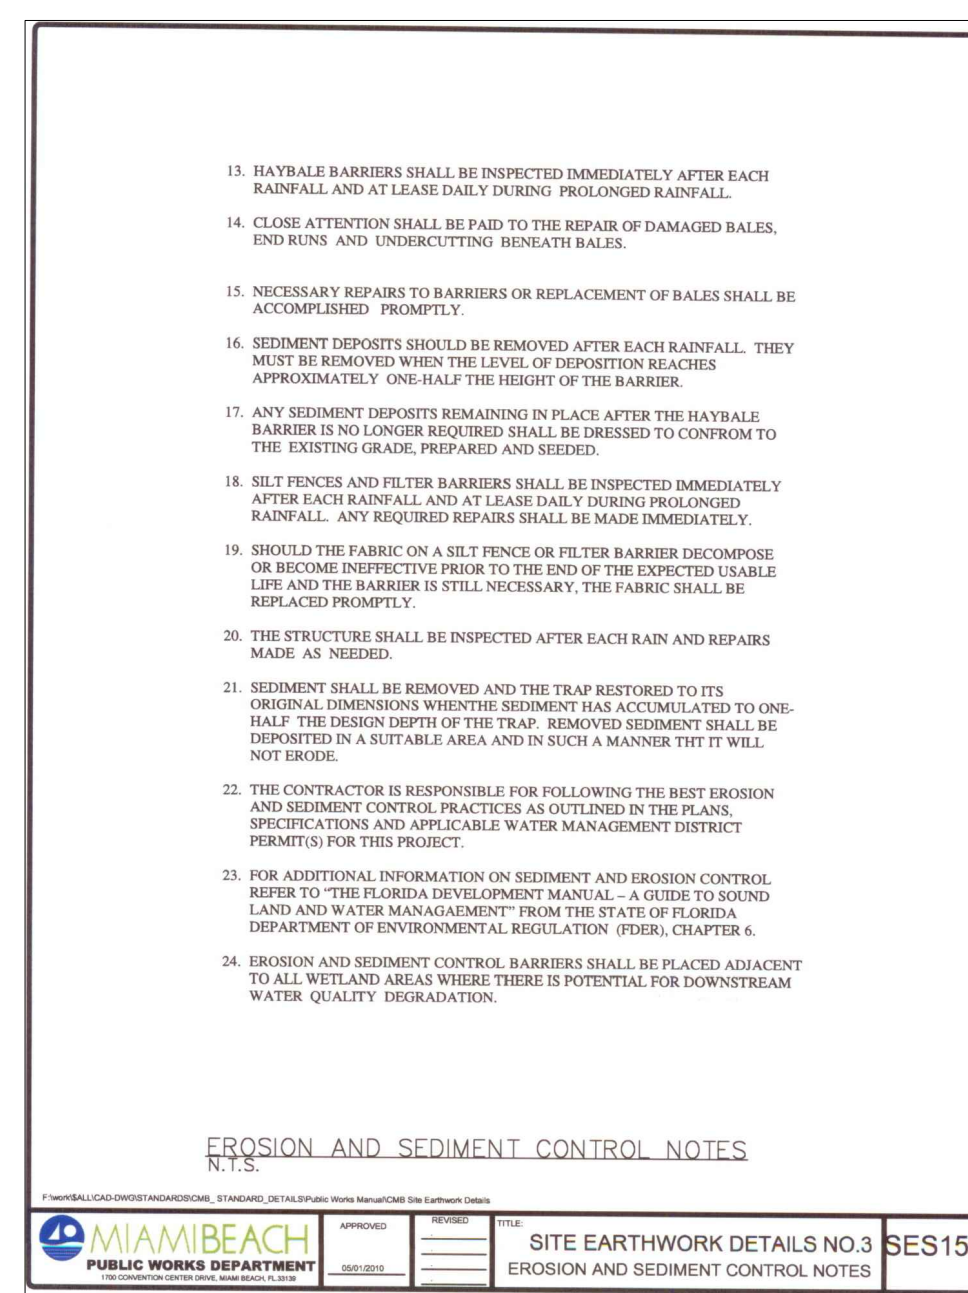 13. HAYBALE BARRIERS SHALL BE INSPECTED IMMEDIATELY AFTER EACH
RAINFALL AND AT LEASE DAILY DURING PROLONGED RAINFALL.
14. CLOSE ATTENTION SHALL BE PAID TO THE REPAIR OF DAMAGED BALES,
END RUNS AND UNDERCUTTING BENEATH BALES.
15. NECESSARY REPAIRS TO BARRIERS OR REPLACEMENT OF BALES SHALL BE
ACCOMPLISHED PROMPTLY.
16. SEDIMENT DEPOSITS SHOULD BE REMOVED AFTER EACH RAINFALL. THEY
MUST BE REMOVED WHEN THE LEVEL OF DEPOSITION REACHES
APPROXIMATELY ONE-HALF THE HEIGHT OF THE BARRIER.
17. ANY SEDIMENT DEPOSITS REMAINING IN PLACE AFTER THE HAYBALE
BARRIER IS NO LONGER REQUIRED SHALL BE DRESSED TO CONFROM TO
THE EXISTING GRADE, PREPARED AND SEEDED.
18. SILT FENCES AND FILTER BARRIERS SHALL BE INSPECTED IMMEDIATELY
AFTER EACH RAINFALL AND AT LEASE DAILY DURING PROLONGED
RAINFALL. ANY REQUIRED REPAIRS SHALL BE MADE IMMEDIATELY.
19. SHOULD THE FABRIC ON A SILT FENCE OR FILTER BARRIER DECOMPOSE
OR BECOME INEFFECTIVE PRIOR TO THE END OF THE EXPECTED USABLE
LIFE AND THE BARRIER IS STILL NECESSARY, THE FABRIC SHALL BE
REPLACED PROMPTLY.
20. THE STRUCTURE SHALL BE INSPECTED AFTER EACH RAIN AND REPAIRS
MADE AS NEEDED.
21. SEDIMENT SHALL BE REMOVED AND THE TRAP RESTORED TO ITS
ORIGINAL DIMENSIONS WHENTHE SEDIMENT HAS ACCUMULATED TO ONE-
HALF THE DESIGN DEPTH OF THE TRAP. REMOVED SEDIMENT SHALL BE
DEPOSITED IN A SUITABLE AREA AND IN SUCH A MANNER THT IT WILL
NOT ERODE.
22. THE CONTRACTOR IS RESPONSIBLE FOR FOLLOWING THE BEST EROSION
AND SEDIMENT CONTROL PRACTICES AS OUTLINED IN THE PLANS,
SPECIFICATIONS AND APPLICABLE WATER MANAGEMENT DISTRICT
PERMIT(S) FOR THIS PROJECT.
23. FOR ADDITIONAL INFORMATION ON SEDIMENT AND EROSION CONTROL
REFER TO “THE FLORIDA DEVELOPMENT MANUAL – A GUIDE TO SOUND
LAND AND WATER MANAGAEMENT” FROM THE STATE OF FLORIDA
DEPARTMENT OF ENVIRONMENTAL REGULATION (FDER), CHAPTER 6.
24. EROSION AND SEDIMENT CONTROL BARRIERS SHALL BE PLACED ADJACENT
TO ALL WETLAND AREAS WHERE THERE IS POTENTIAL FOR DOWNSTREAM
WATER QUALITY DEGRADATION.
EROSION AND SEDIMENT CONTROL NOTES
N.T.S.
F:\work\$ALL\CAD-DWG\STANDARDS\CMB_ STANDARD_DETAILS\Public Works Manual\CMB Site Earthwork Details
MIAMIBEACH
PUBLIC WORKS DEPARTMENT
1700 CONVENTION CENTER DRIVE, MIAMI BEACH, FL.33139
APPROVED
05/01/2010
REVISED
TITLE:
SITE EARTHWORK DETAILS NO.3
EROSION AND SEDIMENT CONTROL NOTES
SES15